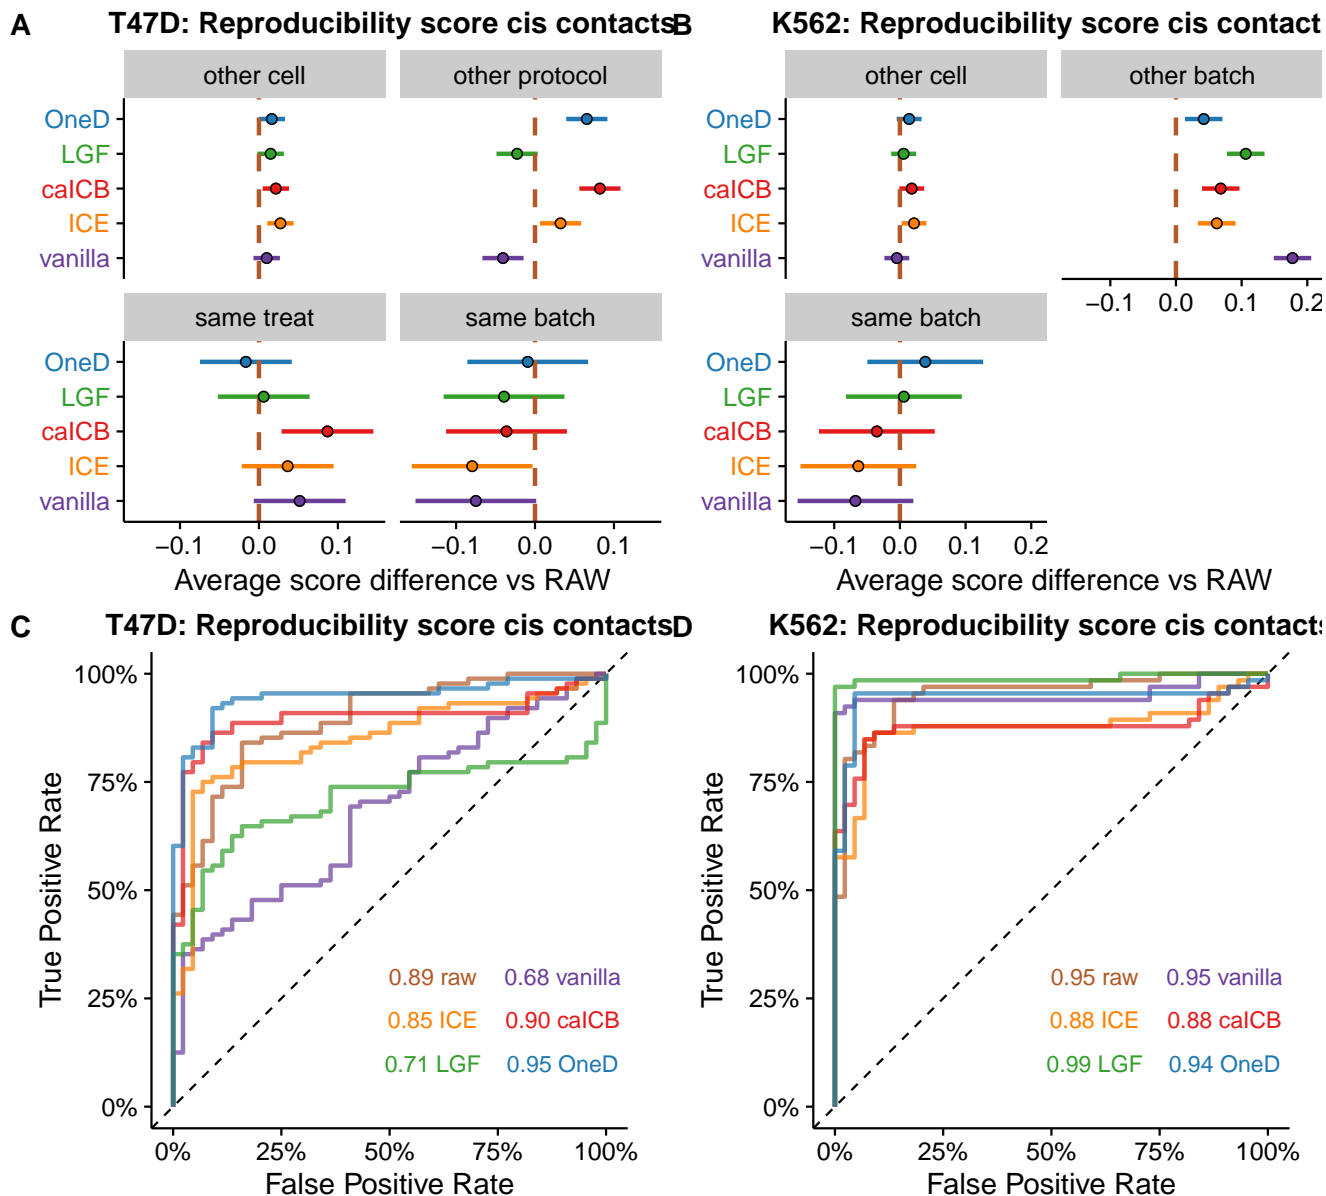 A
T47D: Reproducibility score cis contacts
other cell
other protocol
OneD
LGF
caICB
ICE
vanilla
same treat
same batch
OneD
LGF
caICB
ICE
vanilla
−0.1 0.0 0.1 −0.1 0.0 0.1
Average score difference vs RAW
B
K562: Reproducibility score cis contact
other cell
other batch
OneD
LGF
caICB
ICE
vanilla
−0.1 0.0 0.1 0.2
same batch
OneD
LGF
caICB
ICE
vanilla
−0.1 0.0 0.1 0.2
Average score difference vs RAW
C
T47D: Reproducibility score cis contacts
True Positive Rate
100%
75%
50%
25%
0%
0.89 raw 0.68 vanilla
0.85 ICE 0.90 caICB
0.71 LGF 0.95 OneD
0% 25% 50% 75% 100%
False Positive Rate
D
K562: Reproducibility score cis contacts
True Positive Rate
100%
75%
50%
25%
0%
0.95 raw 0.95 vanilla
0.88 ICE 0.88 caICB
0.99 LGF 0.94 OneD
0% 25% 50% 75% 100%
False Positive Rate